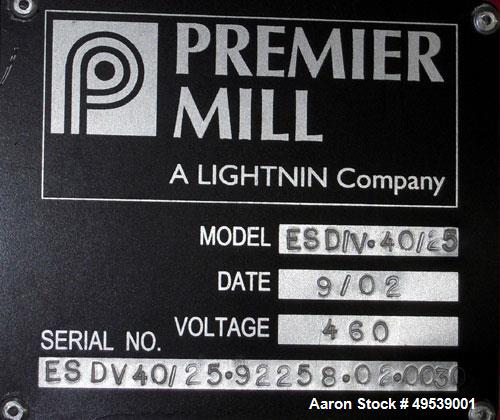 PREMIER
MILL
A LIGHTNIN Company
MODEL ESD/V•40/25
DATE 9/02
VOLTAGE 460
SERIAL NO.
ESDV40/25•92258•02•0030
Aaron Stock # 49539001